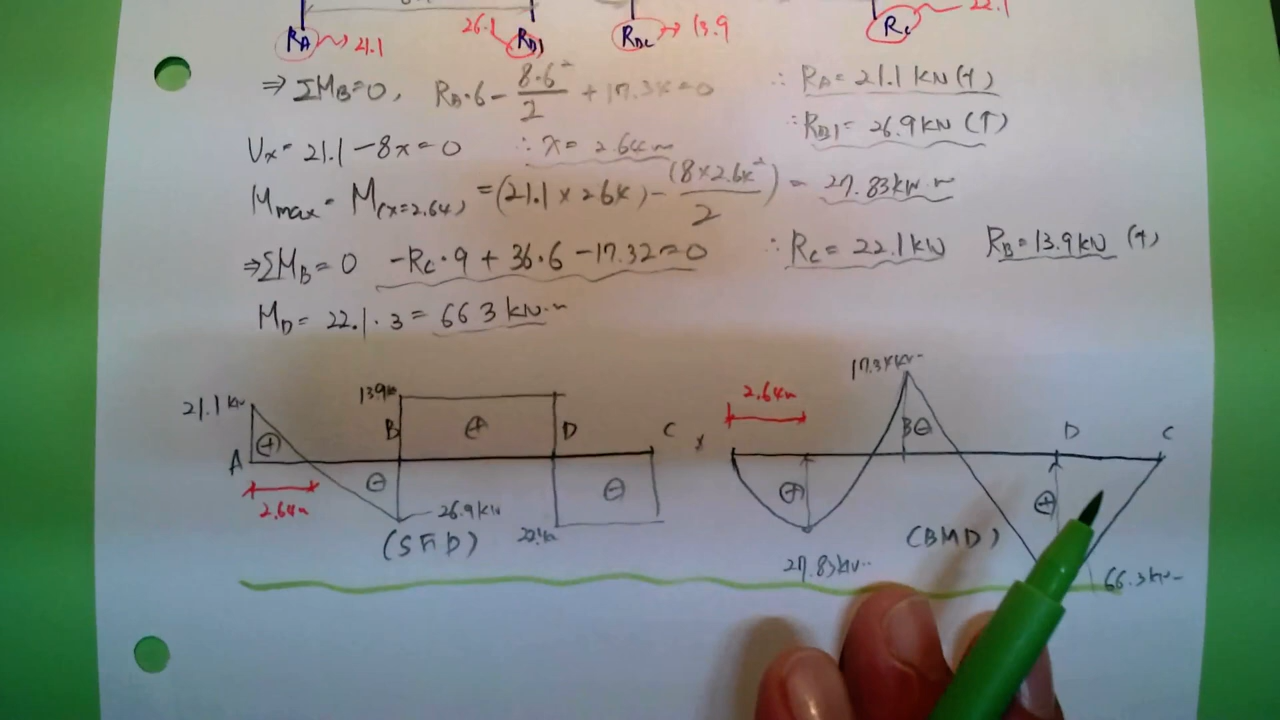 RA → 21.1 26.1 RB1 RBC → 13.9 RC 22.1
⇒ ΣMB=0, RA·6 - 8·6²/2 + 17.3x=0 ∴ RA = 21.1 kN (↑)
∴ RB1 = 26.9 kN (↑)
Vx = 21.1 - 8x = 0 ∴ x = 2.64m
Mmax = M(x=2.64) = (21.1 × 2.64) - (8×2.64²/2) = 27.83 kN·m
⇒ ΣMB = 0 -RC·9 + 36·6 - 17.32 = 0 ∴ RC = 22.1 kN RB = 13.9 kN (↑)
MD = 22.1 · 3 = 66.3 kN·m
21.1 kN 13.9 kN B D C A ⊕ ⊕ ⊖ ⊖
2.64m 26.9 kN
(SFD)
2.64m B D C ⊕ ⊖ ⊕
27.83 kN·m (BMD) 66.3 kN·m